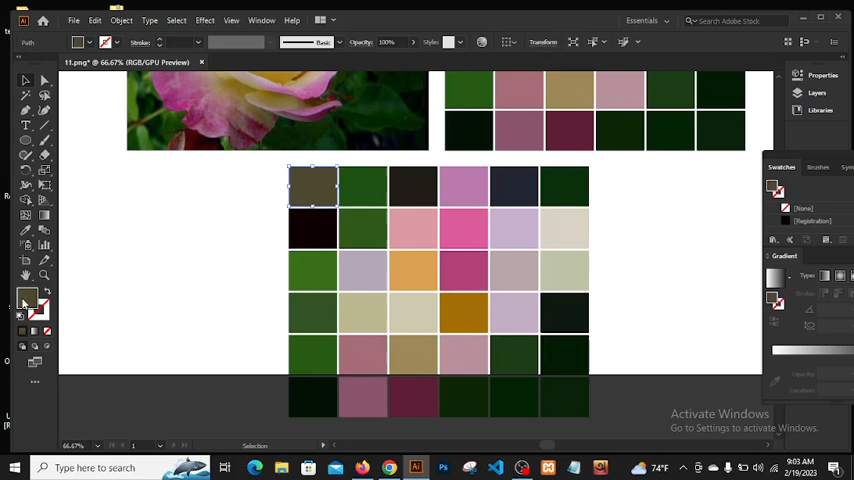 Ai File Edit Object Type Select Effect View Window Help Essentials Search Adobe Stock
Path Stroke: Basic Opacity: 100% Styles Transform
11.png* @ 66.67% (RGB/GPU Preview) ×
Properties
Layers
Libraries
Swatches Brushes
[None]
[Registration]
Gradient
Type:
66.67% 1 Selection
Activate Windows
Go to Settings to activate Windows.
Type here to search
74°F
9:03 AM
2/19/2023